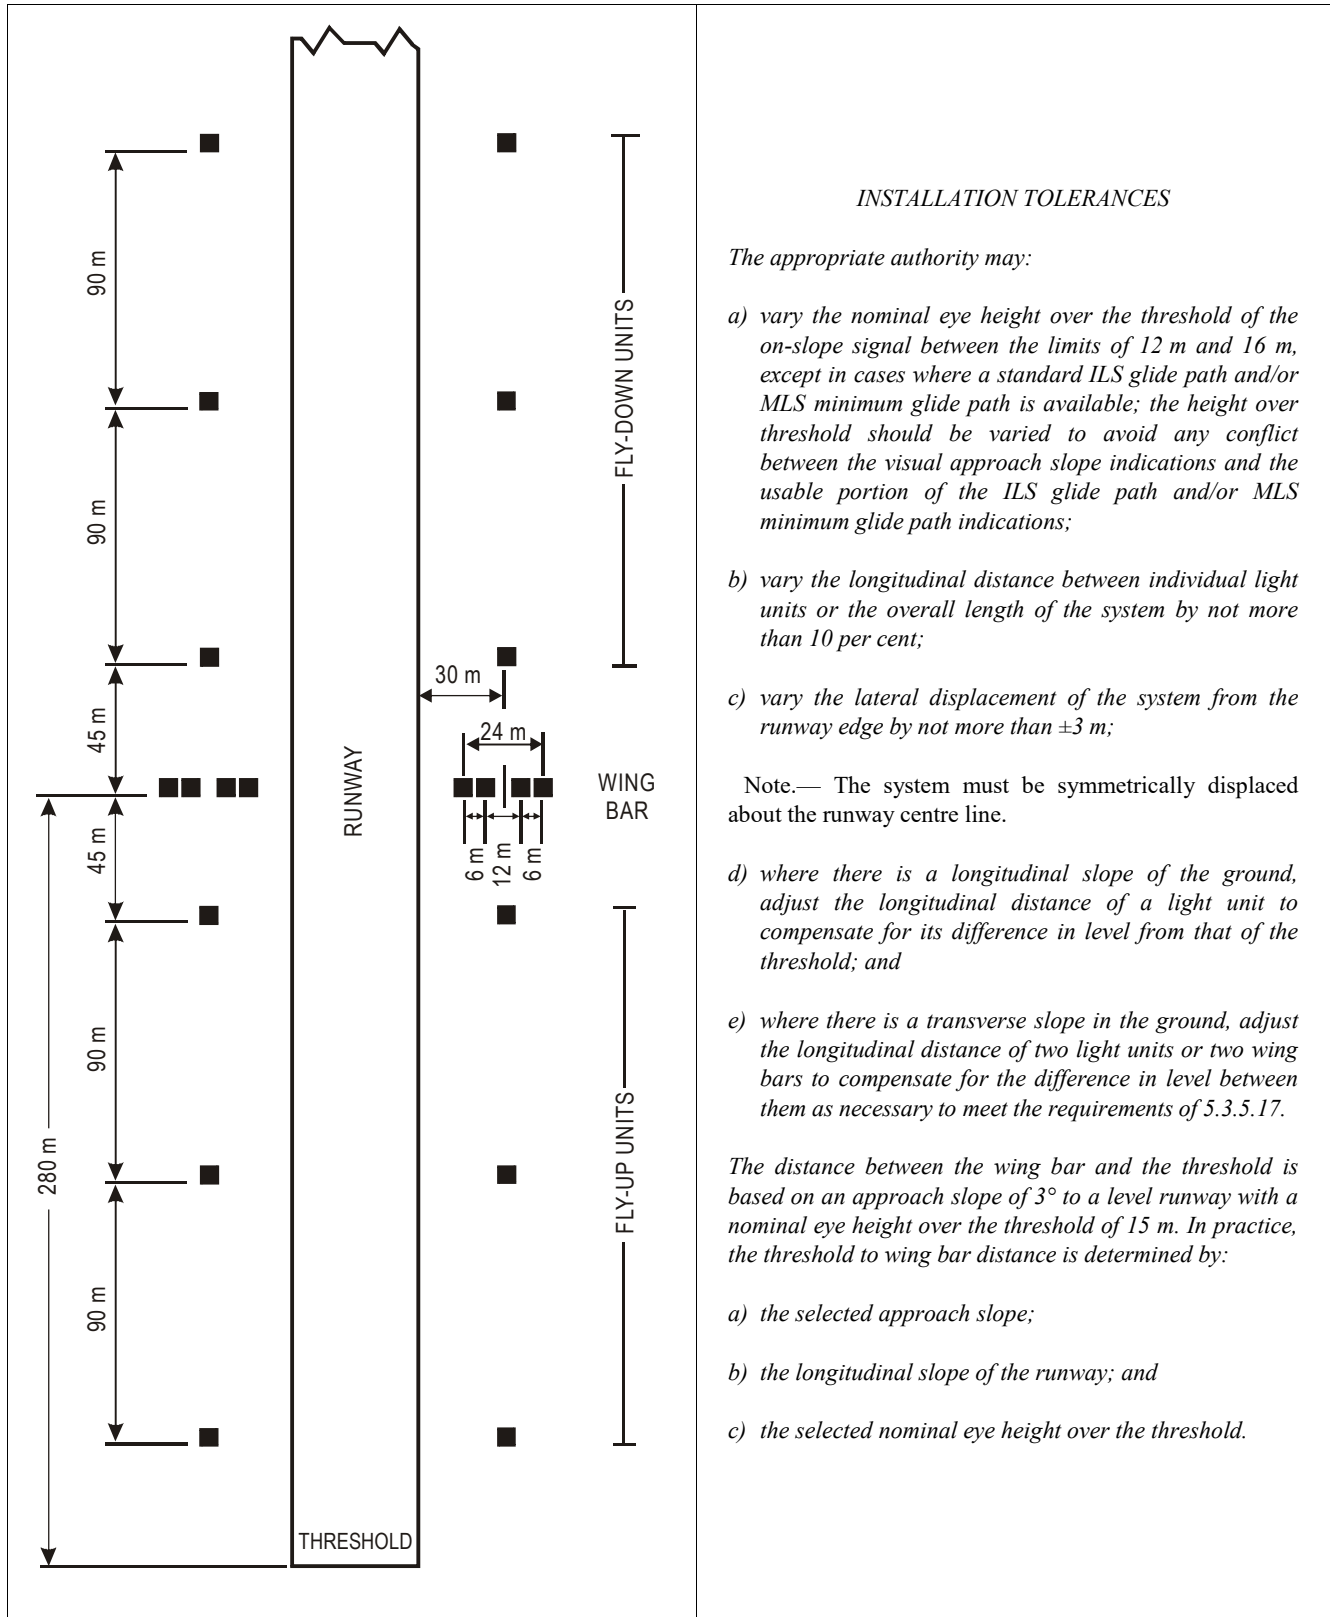 90 m
90 m
45 m
45 m
90 m
90 m
280 m
RUNWAY
THRESHOLD
30 m
24 m
6 m
12 m
6 m
FLY-DOWN UNITS
WING
BAR
FLY-UP UNITS
INSTALLATION TOLERANCES
The appropriate authority may:
a) vary the nominal eye height over the threshold of the
on-slope signal between the limits of 12 m and 16 m,
except in cases where a standard ILS glide path and/or
MLS minimum glide path is available; the height over
threshold should be varied to avoid any conflict
between the visual approach slope indications and the
usable portion of the ILS glide path and/or MLS
minimum glide path indications;
b) vary the longitudinal distance between individual light
units or the overall length of the system by not more
than 10 per cent;
c) vary the lateral displacement of the system from the
runway edge by not more than ±3 m;
Note.— The system must be symmetrically displaced
about the runway centre line.
d) where there is a longitudinal slope of the ground,
adjust the longitudinal distance of a light unit to
compensate for its difference in level from that of the
threshold; and
e) where there is a transverse slope in the ground, adjust
the longitudinal distance of two light units or two wing
bars to compensate for the difference in level between
them as necessary to meet the requirements of 5.3.5.17.
The distance between the wing bar and the threshold is
based on an approach slope of 3° to a level runway with a
nominal eye height over the threshold of 15 m. In practice,
the threshold to wing bar distance is determined by:
a) the selected approach slope;
b) the longitudinal slope of the runway; and
c) the selected nominal eye height over the threshold.